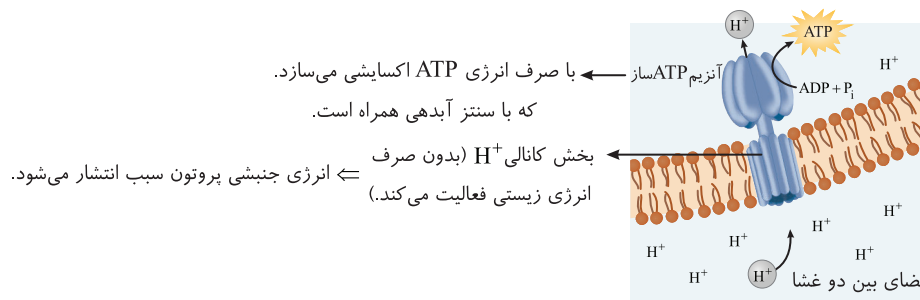 H⁺
ATP
H⁺
ADP + Pᵢ
آنزیم ATPساز
با صرف انرژی ATP اکسایشی می‌سازد.
که با سنتز آبدهی همراه است.
بخش کانالی H⁺ (بدون صرف
انرژی زیستی فعالیت می‌کند.)
⇐ انرژی جنبشی پروتون سبب انتشار می‌شود.
H⁺
H⁺
H⁺
H⁺
H⁺
H⁺
H⁺
ضای بین دو غشا